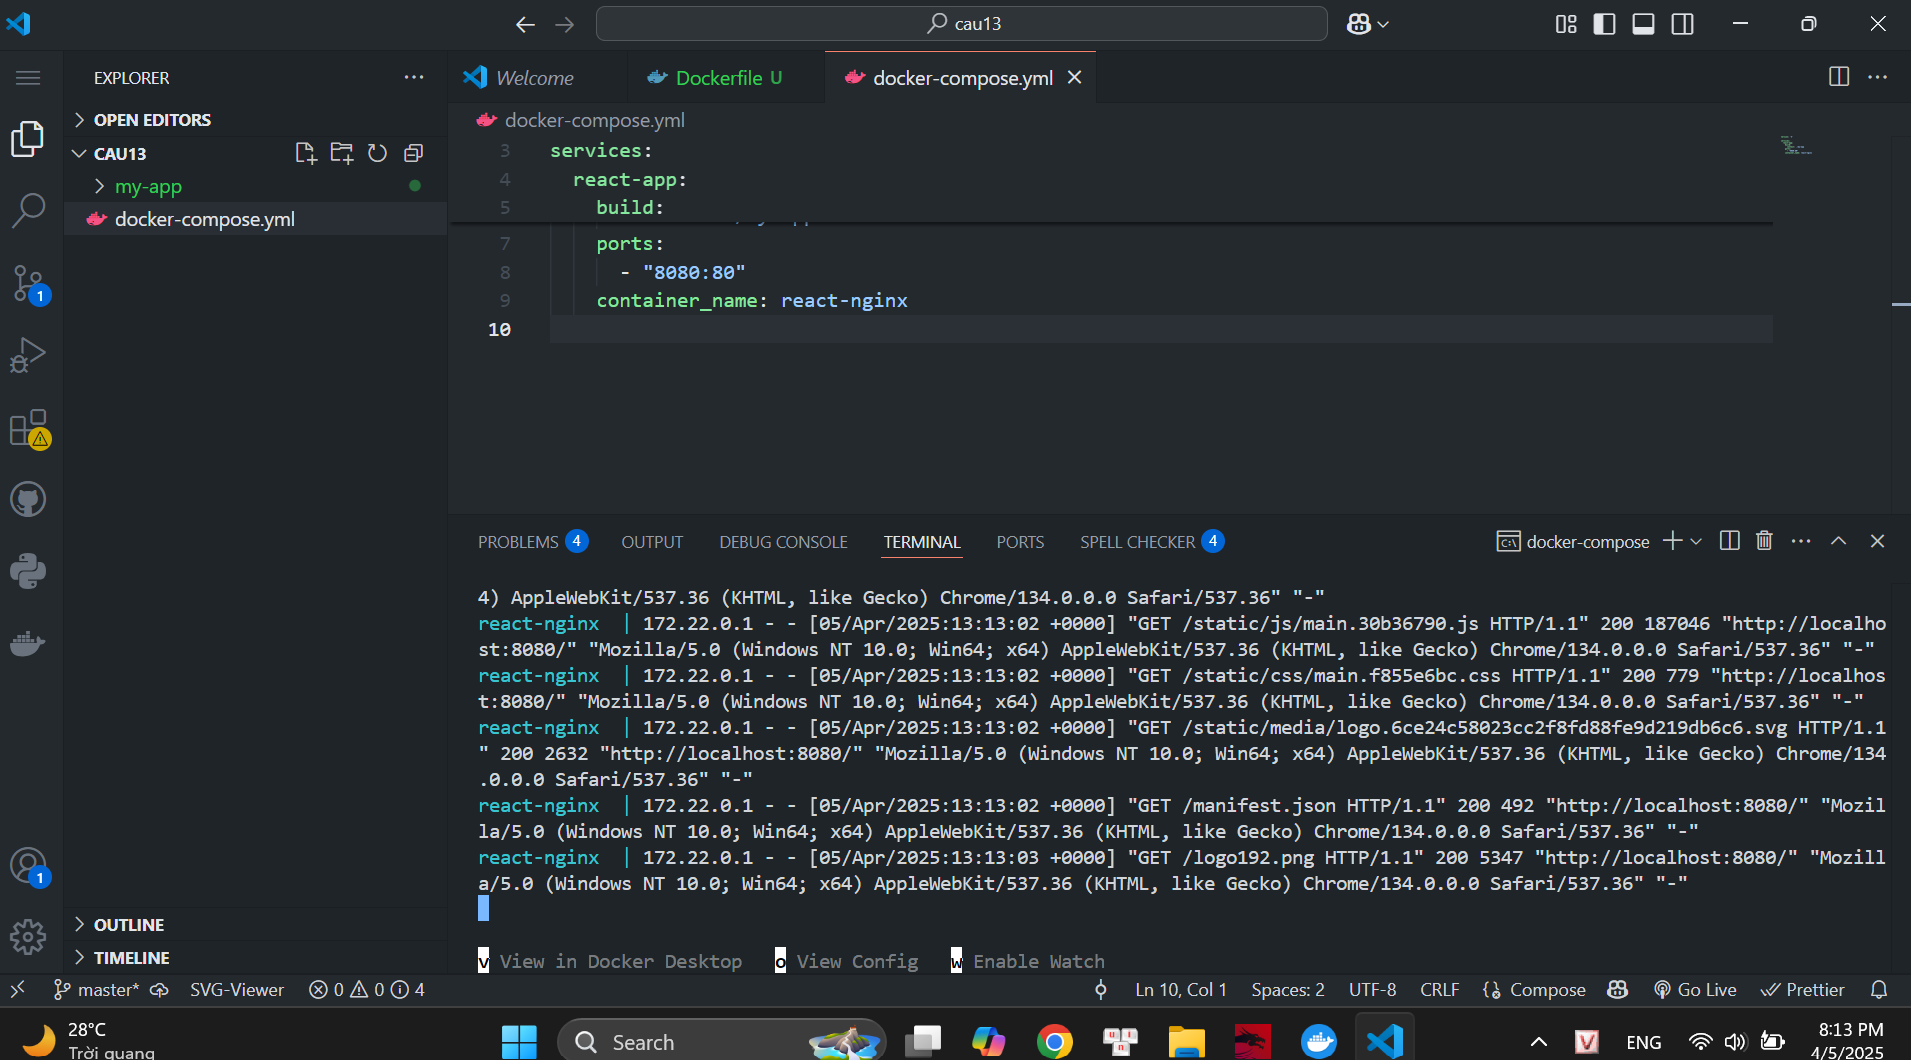 cau13
EXPLORER
Welcome
Dockerfile U
docker-compose.yml
OPEN EDITORS
CAU13
my-app
docker-compose.yml
docker-compose.yml
3 services:
4 react-app:
5 build:
7 ports:
8 - "8080:80"
9 container_name: react-nginx
10
1
PROBLEMS 4
OUTPUT
DEBUG CONSOLE
TERMINAL
PORTS
SPELL CHECKER 4
docker-compose
4) AppleWebKit/537.36 (KHTML, like Gecko) Chrome/134.0.0.0 Safari/537.36" "-"
react-nginx | 172.22.0.1 - - [05/Apr/2025:13:13:02 +0000] "GET /static/js/main.30b36790.js HTTP/1.1" 200 187046 "http://localho
st:8080/" "Mozilla/5.0 (Windows NT 10.0; Win64; x64) AppleWebKit/537.36 (KHTML, like Gecko) Chrome/134.0.0.0 Safari/537.36" "-"
react-nginx | 172.22.0.1 - - [05/Apr/2025:13:13:02 +0000] "GET /static/css/main.f855e6bc.css HTTP/1.1" 200 779 "http://localhos
t:8080/" "Mozilla/5.0 (Windows NT 10.0; Win64; x64) AppleWebKit/537.36 (KHTML, like Gecko) Chrome/134.0.0.0 Safari/537.36" "-"
react-nginx | 172.22.0.1 - - [05/Apr/2025:13:13:02 +0000] "GET /static/media/logo.6ce24c58023cc2f8fd88fe9d219db6c6.svg HTTP/1.1
" 200 2632 "http://localhost:8080/" "Mozilla/5.0 (Windows NT 10.0; Win64; x64) AppleWebKit/537.36 (KHTML, like Gecko) Chrome/134
.0.0.0 Safari/537.36" "-"
react-nginx | 172.22.0.1 - - [05/Apr/2025:13:13:02 +0000] "GET /manifest.json HTTP/1.1" 200 492 "http://localhost:8080/" "Mozil
la/5.0 (Windows NT 10.0; Win64; x64) AppleWebKit/537.36 (KHTML, like Gecko) Chrome/134.0.0.0 Safari/537.36" "-"
react-nginx | 172.22.0.1 - - [05/Apr/2025:13:13:03 +0000] "GET /logo192.png HTTP/1.1" 200 5347 "http://localhost:8080/" "Mozill
a/5.0 (Windows NT 10.0; Win64; x64) AppleWebKit/537.36 (KHTML, like Gecko) Chrome/134.0.0.0 Safari/537.36" "-"
1
OUTLINE
TIMELINE
v View in Docker Desktop o View Config w Enable Watch
master* SVG-Viewer 0 0 4
Ln 10, Col 1 Spaces: 2 UTF-8 CRLF {} Compose Go Live Prettier
28°C
Trời quang
Search
ENG
8:13 PM
4/5/2025